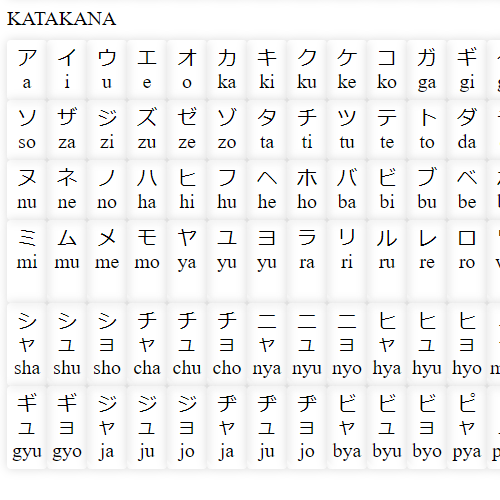 KATAKANA
ア イ ウ エ オ カ キ ク ケ コ ガ ギ
a i u e o ka ki ku ke ko ga gi
ソ ザ ジ ズ ゼ ゾ タ チ ツ テ ト ダ
so za zi zu ze zo ta ti tu te to da
ヌ ネ ノ ハ ヒ フ ヘ ホ バ ビ ブ ベ
nu ne no ha hi hu he ho ba bi bu be
ミ ム メ モ ヤ ユ ヨ ラ リ ル レ ロ
mi mu me mo ya yu yu ra ri ru re ro
シ シ シ チ チ チ ニ ニ ニ ヒ ヒ ヒ
ャ ュ ョ ャ ュ ョ ャ ュ ョ ャ ュ ョ
sha shu sho cha chu cho nya nyu nyo hya hyu hyo
ギ ギ ジ ジ ジ ヂ ヂ ヂ ビ ビ ビ ピ
ュ ョ ャ ュ ョ ャ ュ ョ ャ ュ ョ ャ
gyu gyo ja ju jo ja ju jo bya byu byo pya